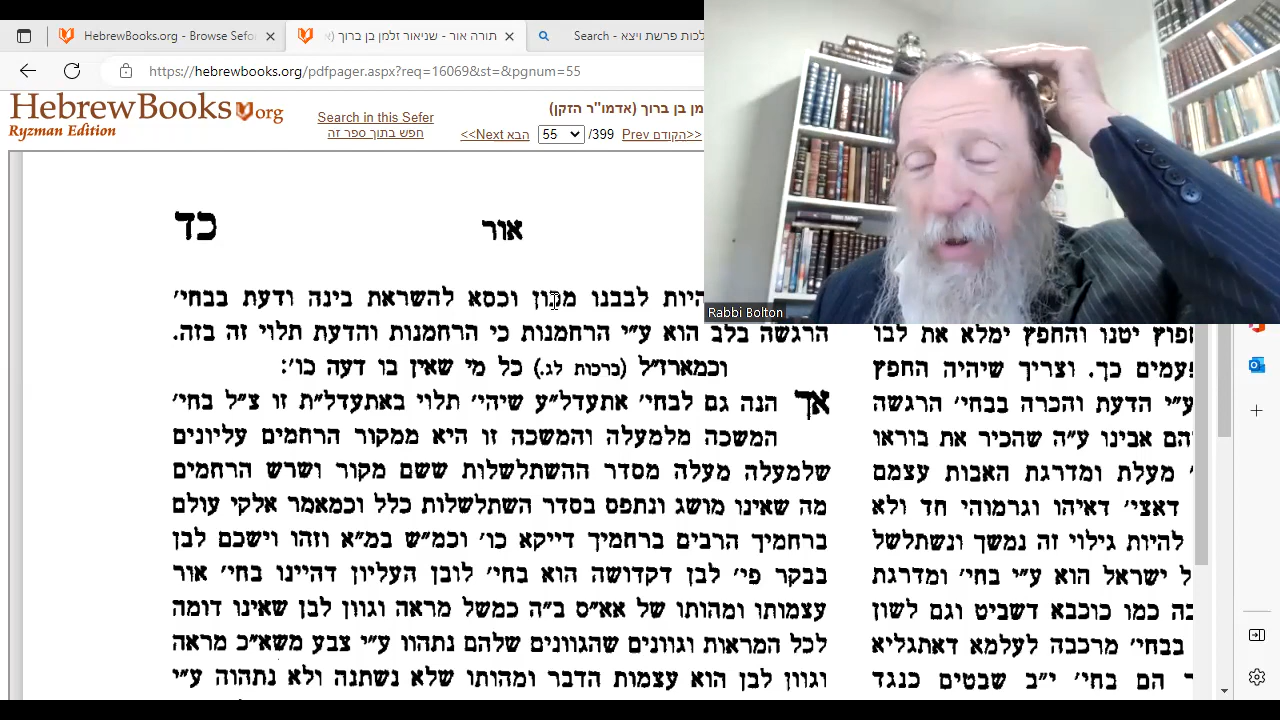 HebrewBooks.org - Browse Sefo
תורה אור - שניאור זלמן בן ברוך (א
Search - לכות פרשת ויצא
https://hebrewbooks.org/pdfpager.aspx?req=16069&st=&pgnum=55
HebrewBooks.org
Ryzman Edition
Search in this Sefer
חפש בתוך ספר זה
<<Next הבא
55
/399
Prev הקודם>>
מן בן ברוך (אדמו"ר הזקן)
Rabbi Bolton
אור
כד
היות לבבנו מכון וכסא להשראת בינה ודעת בבחי'
הרגשה בלב הוא ע"י הרחמנות כי הרחמנות והדעת תלוי זה בזה.
וכמארז"ל (ברכות לג.) כל מי שאין בו דעה כו':
אך הנה גם לבחי' אתעדל"ע שיהי' תלוי באתעדל"ת זו צ"ל בחי'
המשכה מלמעלה והמשכה זו היא ממקור הרחמים עליונים
שלמעלה מעלה מסדר ההשתלשלות ששם מקור ושרש הרחמים
מה שאינו מושג ונתפס בסדר השתלשלות כלל וכמאמר אלקי עולם
ברחמיך הרבים ברחמיך דייקא כו' וכמ"ש במ"א וזהו וישכם לבן
בבקר פי' לבן דקדושה הוא בחי' לובן העליון דהיינו בחי' אור
עצמותו ומהותו של אא"ס ב"ה כמשל מראה וגוון לבן שאינו דומה
לכל המראות וגוונים שהגוונים שלהם נתהוו ע"י צבע משא"כ מראה
וגוון לבן הוא עצמות הדבר ומהותו שלא נשתנה ולא נתהוה ע"י
פוץ יטנו והחפץ ימלא את לבו
פעמים כך. וצריך שיהיה החפץ
ע"י הדעת והכרה בבחי' הרגשה
הם אבינו ע"ה שהכיר את בוראו
מעלת ומדרגת האבות עצמם
דאצי' דאיהו וגרמוהי חד ולא
להיות גילוי זה נמשך ונשתלשל
ל ישראל הוא ע"י בחי' ומדרגת
בה כמו כוכבא דשביט וגם לשון
בבחי' מרכבה לעלמא דאתגליא
ר הם בחי' י"ב שבטים כנגד